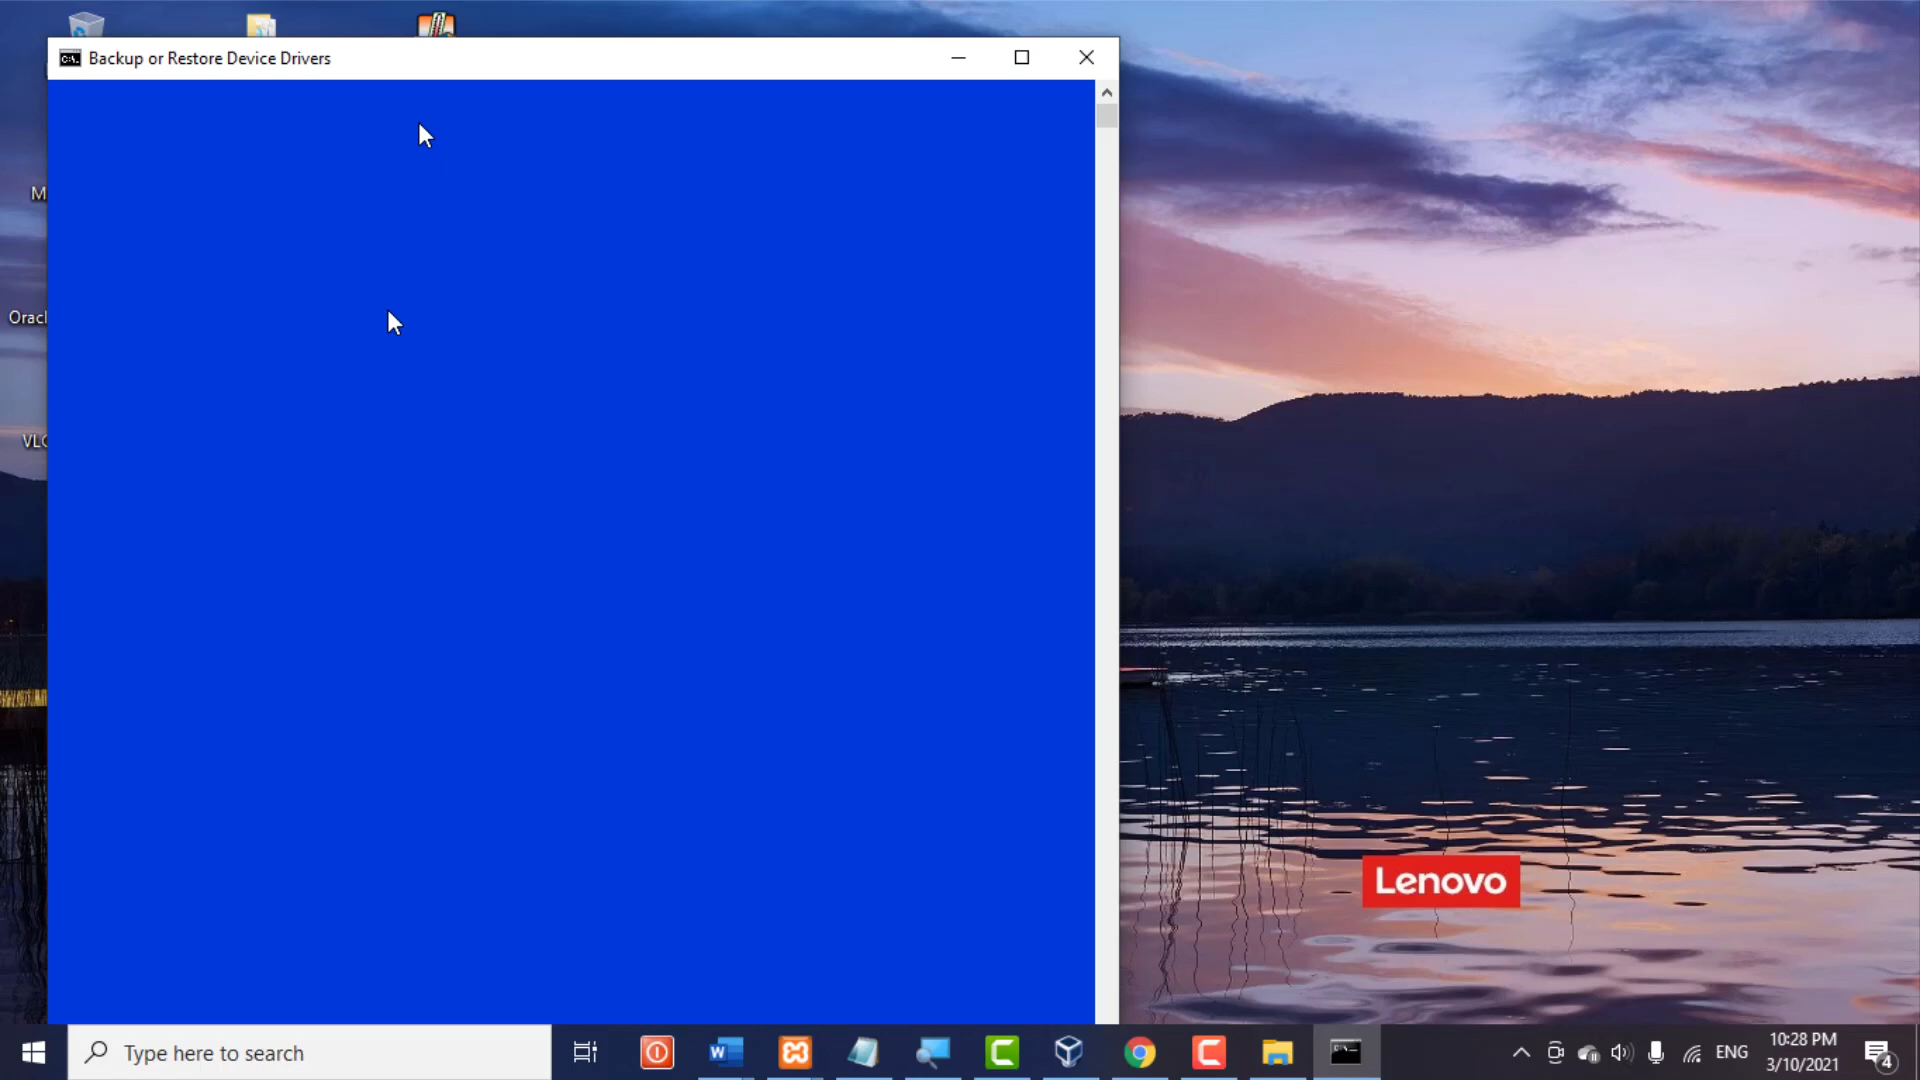 Backup or Restore Device Drivers
M
Oracl
VLC
Lenovo
Type here to search
ENG
10:28 PM
3/10/2021
4